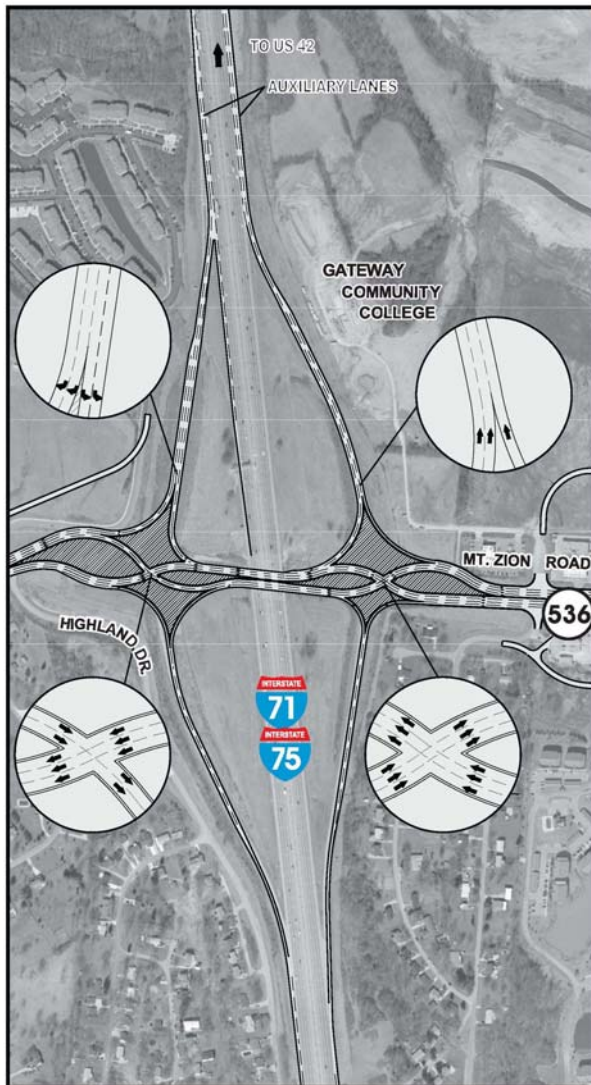 TO US 42
AUXILIARY LANES
GATEWAY
COMMUNITY
COLLEGE
MT. ZION ROAD
536
HIGHLAND DR.
INTERSTATE
71
INTERSTATE
75